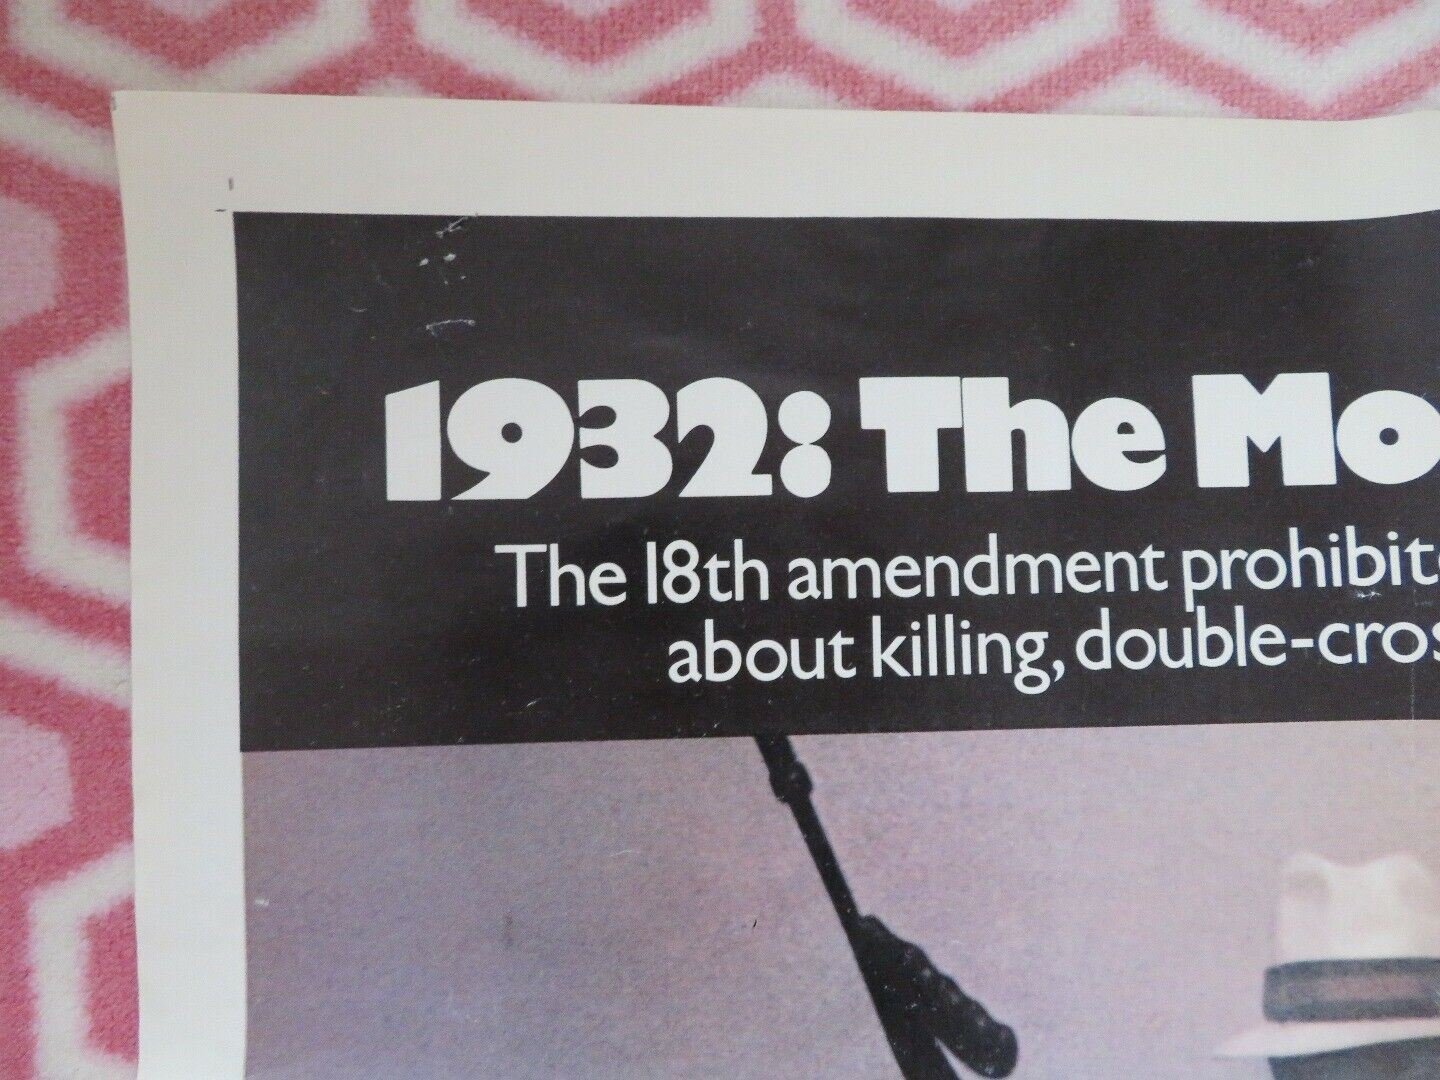 1932: The Mo
The 18th amendment prohibit
about killing, double-cros